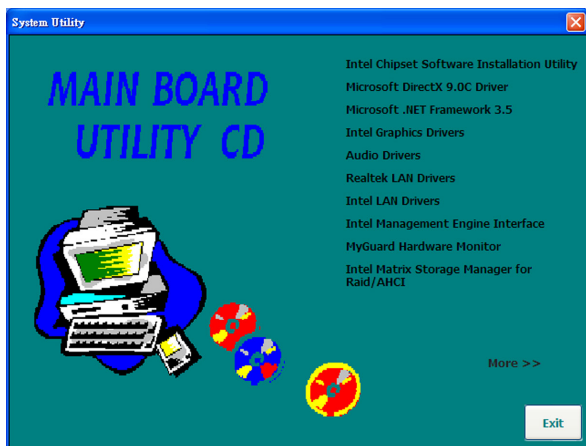 System Utility
MAIN BOARD
UTILITY CD
Intel Chipset Software Installation Utility
Microsoft DirectX 9.0C Driver
Microsoft .NET Framework 3.5
Intel Graphics Drivers
Audio Drivers
Realtek LAN Drivers
Intel LAN Drivers
Intel Management Engine Interface
MyGuard Hardware Monitor
Intel Matrix Storage Manager for
Raid/AHCI
More >>
Exit